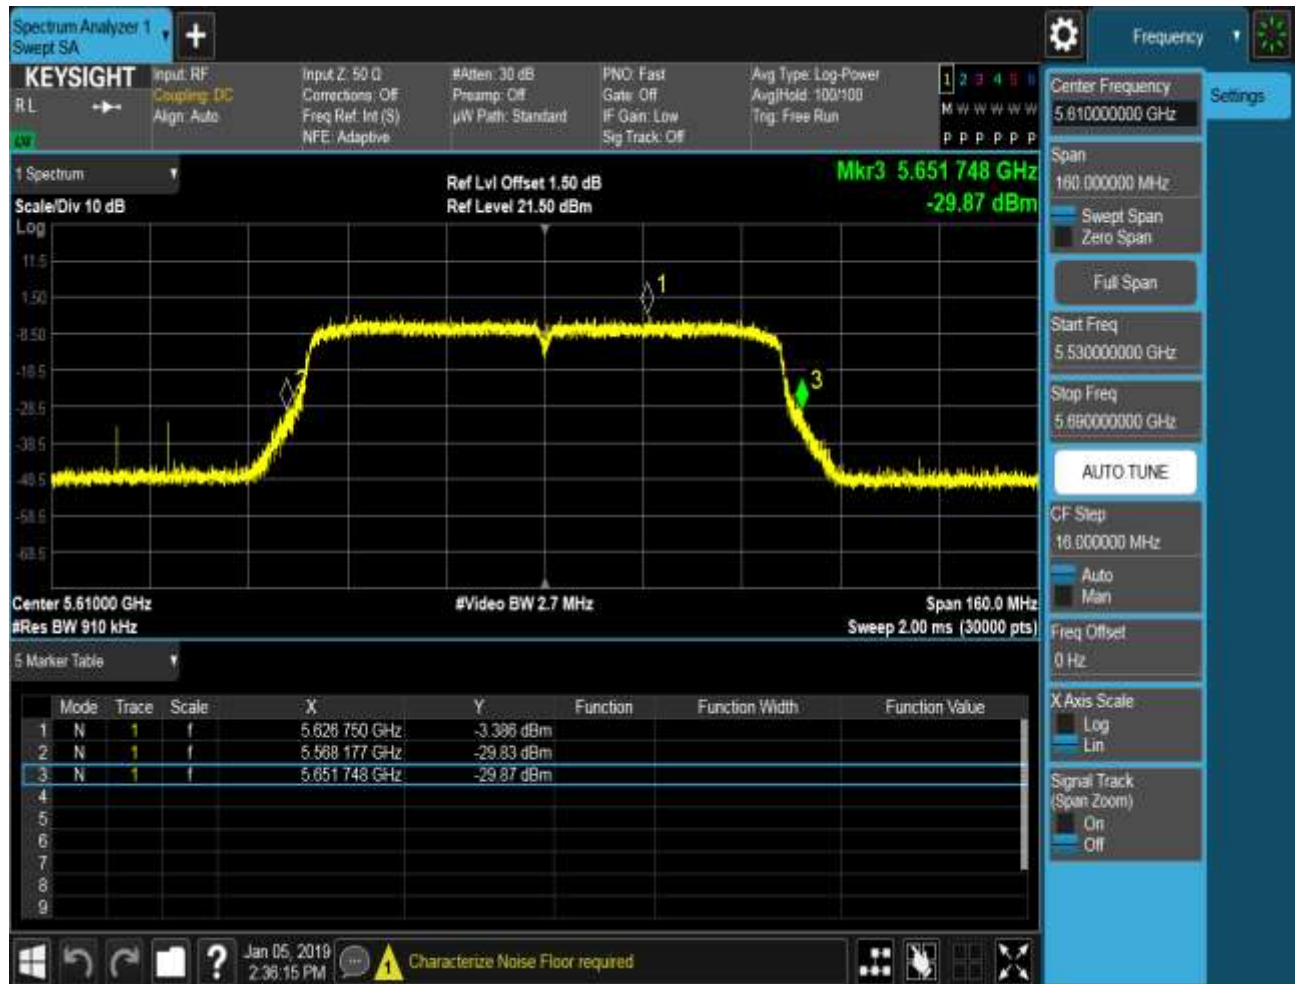 Spectrum Analyzer 1
Swept SA
Frequency
KEYSIGHT
R L
Input: RF
Coupling: DC
Align: Auto
Input Z: 50 Ω
Corrections: Off
Freq Ref: Int (S)
NFE: Adaptive
#Atten: 30 dB
Preamp: Off
µW Path: Standard
PNO: Fast
Gate: Off
IF Gain: Low
Sig Track: Off
Avg Type: Log-Power
Avg|Hold: 100/100
Trig: Free Run
1 2 3 4 5 6
M W W W W W
P P P P P P
1 Spectrum
Scale/Div 10 dB
Log
Ref Lvl Offset 1.50 dB
Ref Level 21.50 dBm
Mkr3 5.651 748 GHz
-29.87 dBm
11.5
1.50
-8.50
-18.5
-28.5
-38.5
-48.5
-58.5
-68.5
1
2
3
Center 5.61000 GHz
#Res BW 910 kHz
#Video BW 2.7 MHz
Span 160.0 MHz
Sweep 2.00 ms (30000 pts)
5 Marker Table
Mode Trace Scale X Y Function Function Width Function Value
1 N 1 f 5.626 750 GHz -3.386 dBm
2 N 1 f 5.568 177 GHz -29.83 dBm
3 N 1 f 5.651 748 GHz -29.87 dBm
4
5
6
7
8
9
Center Frequency
5.610000000 GHz
Settings
Span
160.000000 MHz
Swept Span
Zero Span
Full Span
Start Freq
5.530000000 GHz
Stop Freq
5.690000000 GHz
AUTO TUNE
CF Step
16.000000 MHz
Auto
Man
Freq Offset
0 Hz
X Axis Scale
Log
Lin
Signal Track
(Span Zoom)
On
Off
?
Jan 05, 2019
2:36:15 PM
1
Characterize Noise Floor required